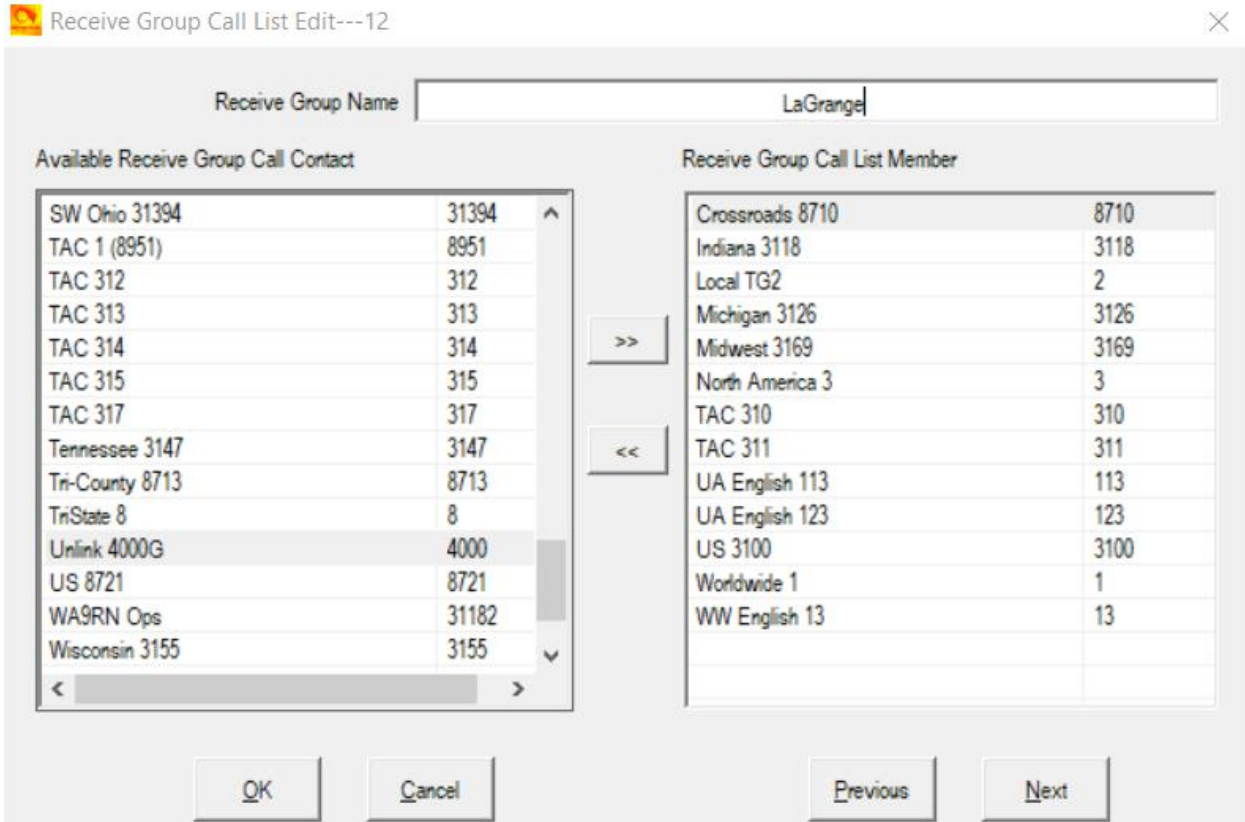 Receive Group Call List Edit---12
Receive Group Name LaGrange
Available Receive Group Call Contact
SW Ohio 31394 31394
TAC 1 (8951) 8951
TAC 312 312
TAC 313 313
TAC 314 314
TAC 315 315
TAC 317 317
Tennessee 3147 3147
Tri-County 8713 8713
TriState 8 8
Unlink 4000G 4000
US 8721 8721
WA9RN Ops 31182
Wisconsin 3155 3155
>>
<<
Receive Group Call List Member
Crossroads 8710 8710
Indiana 3118 3118
Local TG2 2
Michigan 3126 3126
Midwest 3169 3169
North America 3 3
TAC 310 310
TAC 311 311
UA English 113 113
UA English 123 123
US 3100 3100
Worldwide 1 1
WW English 13 13
OK Cancel Previous Next